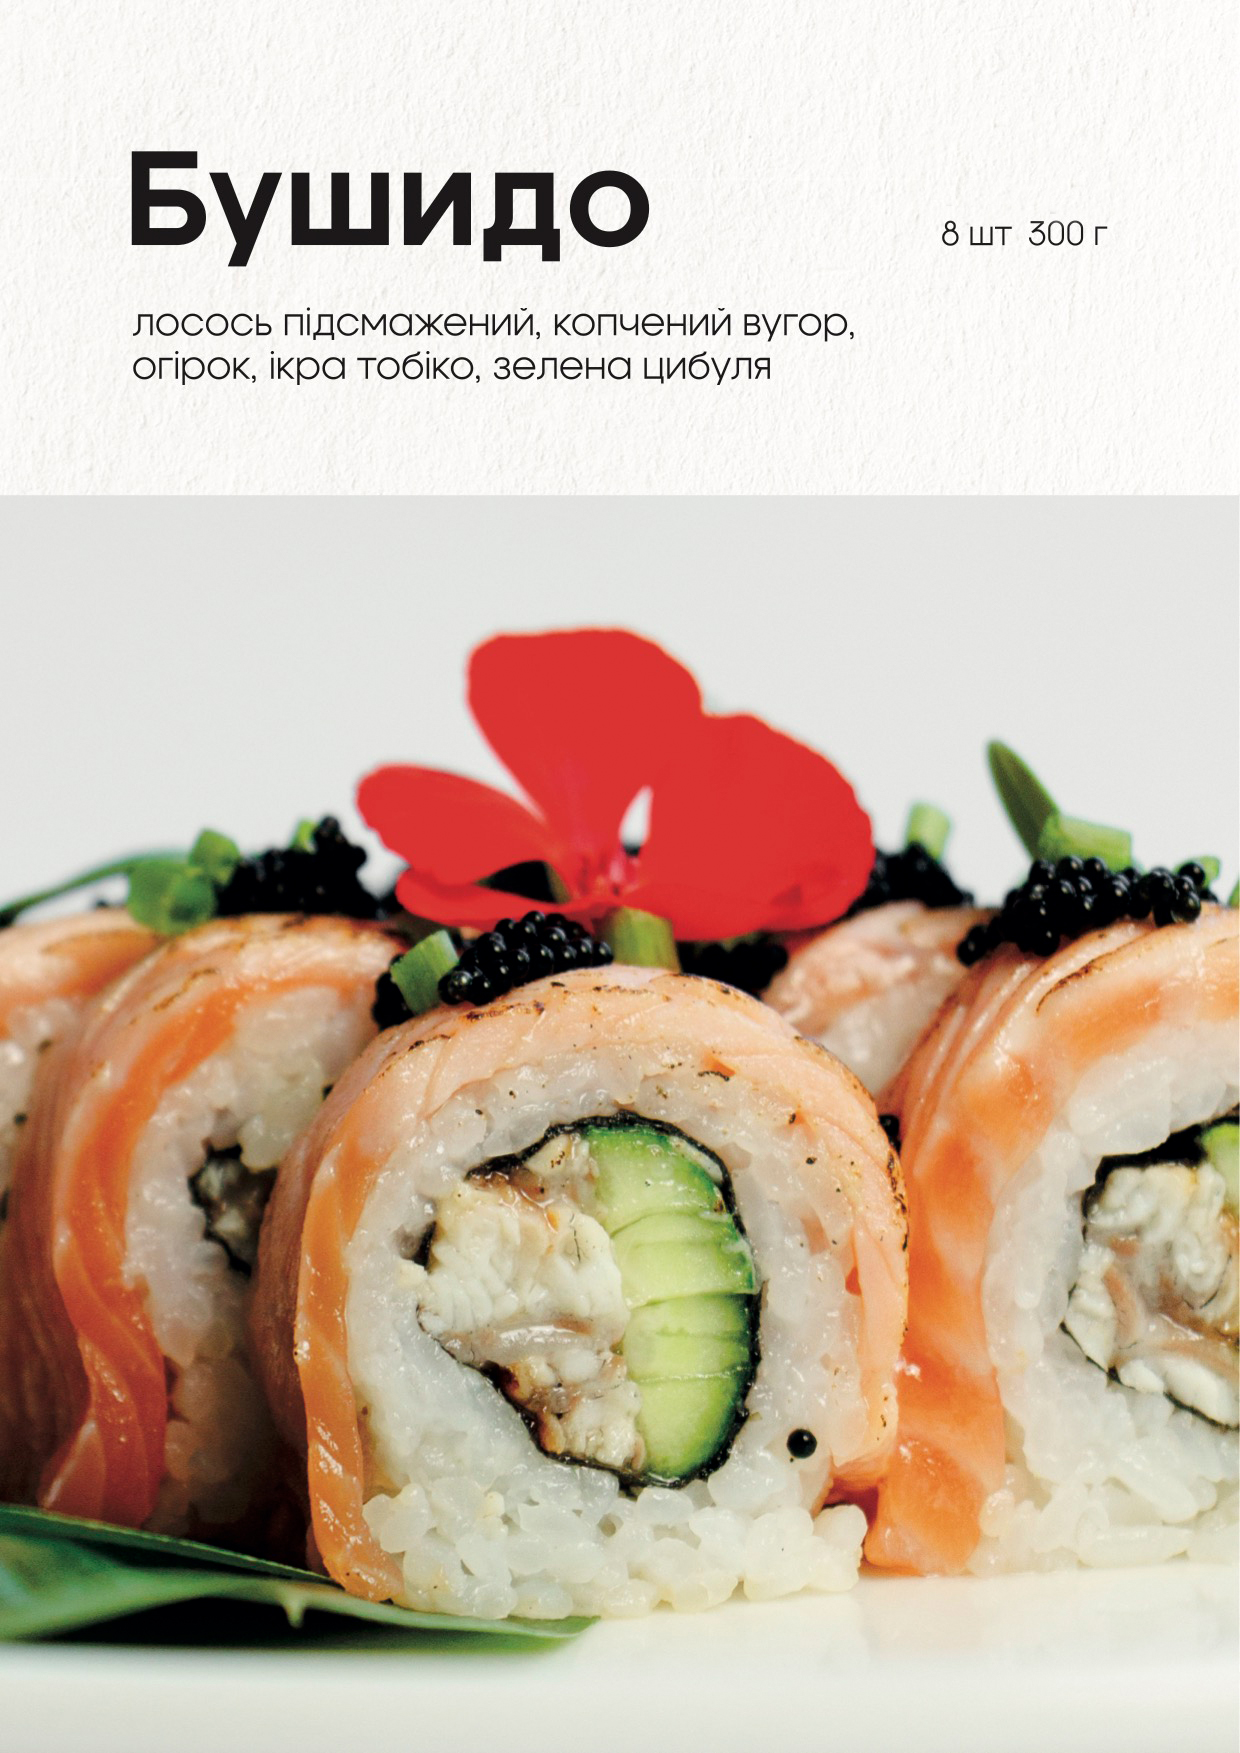 Бушидо
8 шт 300 г
лосось підсмажений, копчений вугор,
огірок, ікра тобіко, зелена цибуля